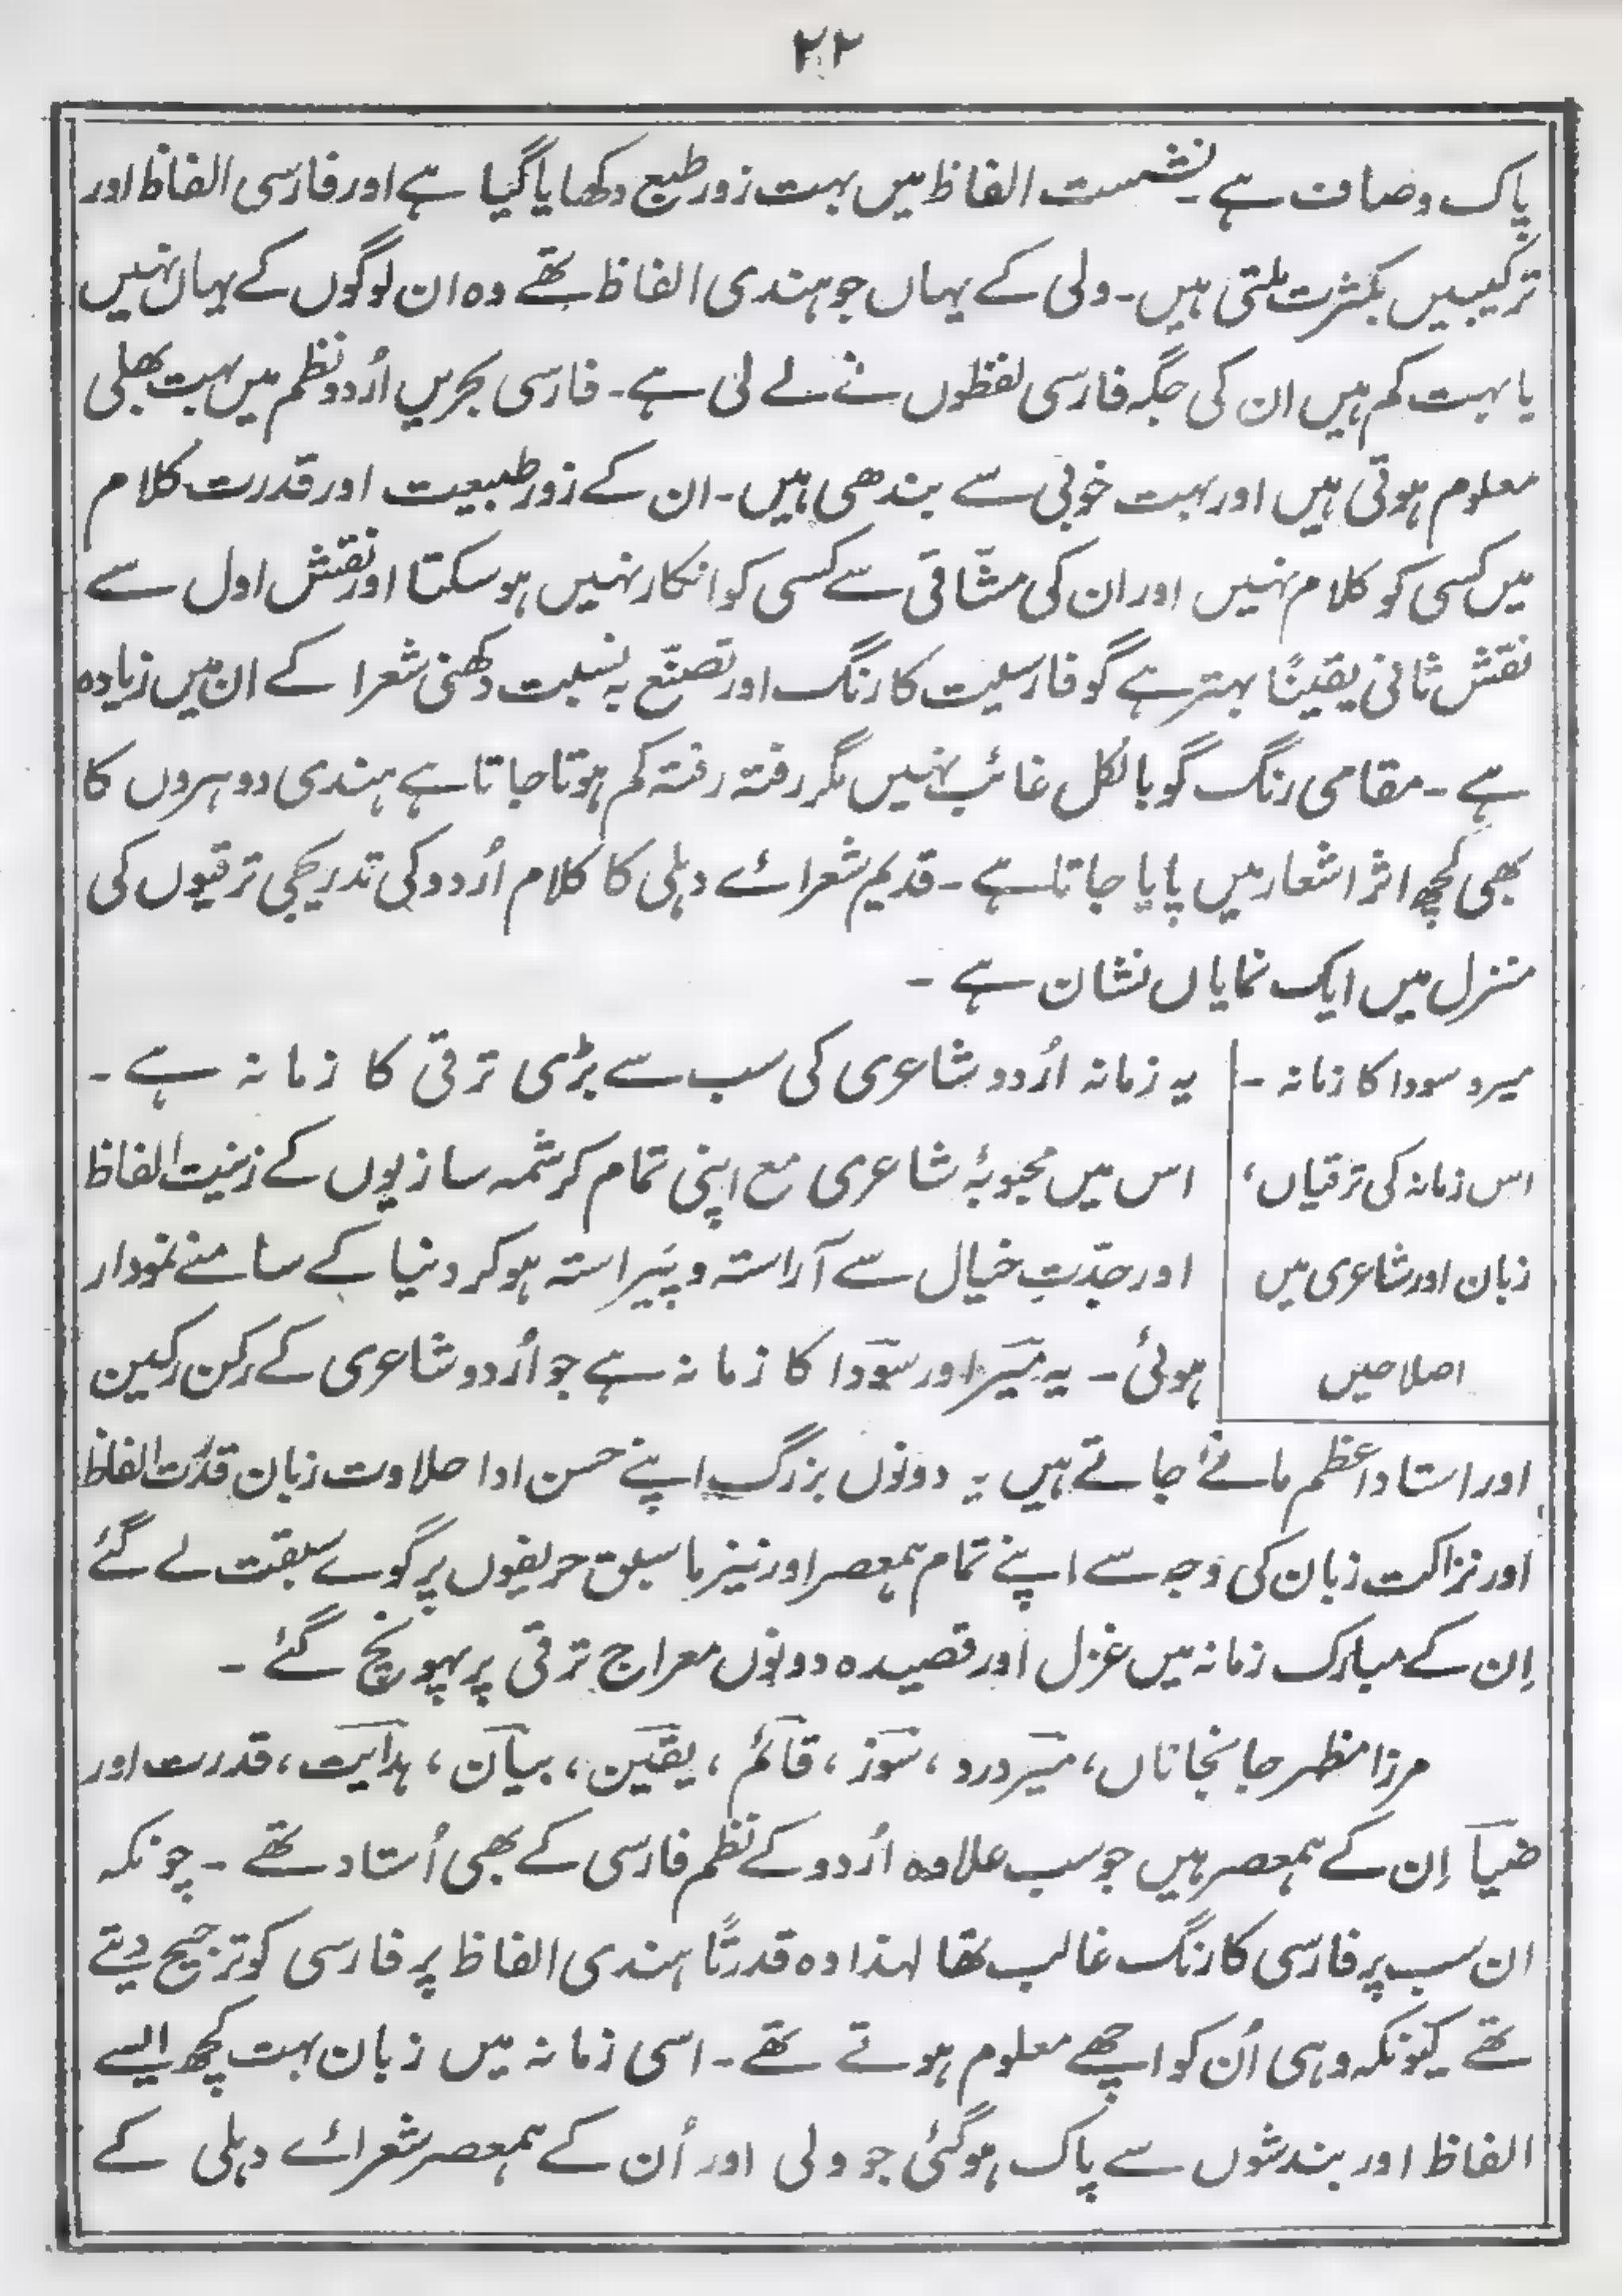 ۲۲
پاک وصاف ہے۔ نشست الفاظ میں بہت زور طبع دکھایا گیا ہے اور فارسی الفاظ اور
ترکیبیں بکثرت ملتی ہیں۔ ولی کے یہاں جو ہندی الفاظ تھے وہ ان لوگوں کے یہاں نہیں
یا بہت کم ہیں ان کی جگہ فارسی لفظوں نے لے لی ہے۔ فارسی بحریں اُردو نظم میں بہت بھلی
معلوم ہوتی ہیں اور بہت خوبی سے بندھی ہیں۔ ان کے زور طبیعت اور قدرت کلام
میں کسی کو کلام نہیں اور ان کی مشّاقی سے کسی کو انکار نہیں ہوسکتا اور نقش اول سے
نقش ثانی یقینًا بہتر ہے گو فارسیت کا رنگ اور تصنّع بہ نسبت دکھنی شعرا کے ان میں زیادہ
ہے۔ مقامی رنگ گو بالکل غائب نہیں مگر رفتہ رفتہ کم ہوتا جاتا ہے ہندی دوہروں کا
بھی کچھ اثر اشعار میں پایا جاتا ہے۔ قدیم شعرائے دہلی کا کلام اُردو کی تدریجی ترقیوں کی
منزل میں ایک نمایاں نشان ہے۔
میر و سودا کا زمانہ۔
اس زمانہ کی ترقیاں،
زبان اور شاعری میں
اصلاحیں
یہ زمانہ اُردو شاعری کی سب سے بڑی ترقی کا زمانہ ہے۔
اس میں محبوبۂ شاعری مع اپنی تمام کرشمہ سازیوں کے زینت الفاظ
اور جدّتِ خیال سے آراستہ و پیراستہ ہوکر دنیا کے سامنے نمودار
ہوئی۔ یہ میر اور سودا کا زمانہ ہے جو اُردو شاعری کے رکن رکین
اور استاد اعظم مانے جاتے ہیں یہ دونوں بزرگ اپنے حسن ادا حلاوت زبان قدرت الفاظ
اور نزاکت زبان کی وجہ سے اپنے تمام ہمعصر اور نیز ماسبق حریفوں پر گوے سبقت لے گئے
اِن کے مبارک زمانہ میں غزل اور قصیدہ دونوں معراج ترقی پر پہونچ گئے۔
مرزا مظہر جانجاناں، میر درد، سوز، قائم، یقین، بیان، ہدایت، قدرت اور
ضیا اِن کے ہمعصر ہیں جو سب علاوہ اُردو کے نظم فارسی کے بھی اُستاد تھے۔ چونکہ
ان سب پر فارسی کا رنگ غالب تھا لہذا وہ قدرتًا ہندی الفاظ پر فارسی کو ترجیح دیتے
تھے کیونکہ وہی اُن کو اچھے معلوم ہوتے تھے۔ اسی زمانہ میں زبان بہت کچھ ایسے
الفاظ اور بندشوں سے پاک ہوگئی جو ولی اور اُن کے ہمعصر شعرائے دہلی کے